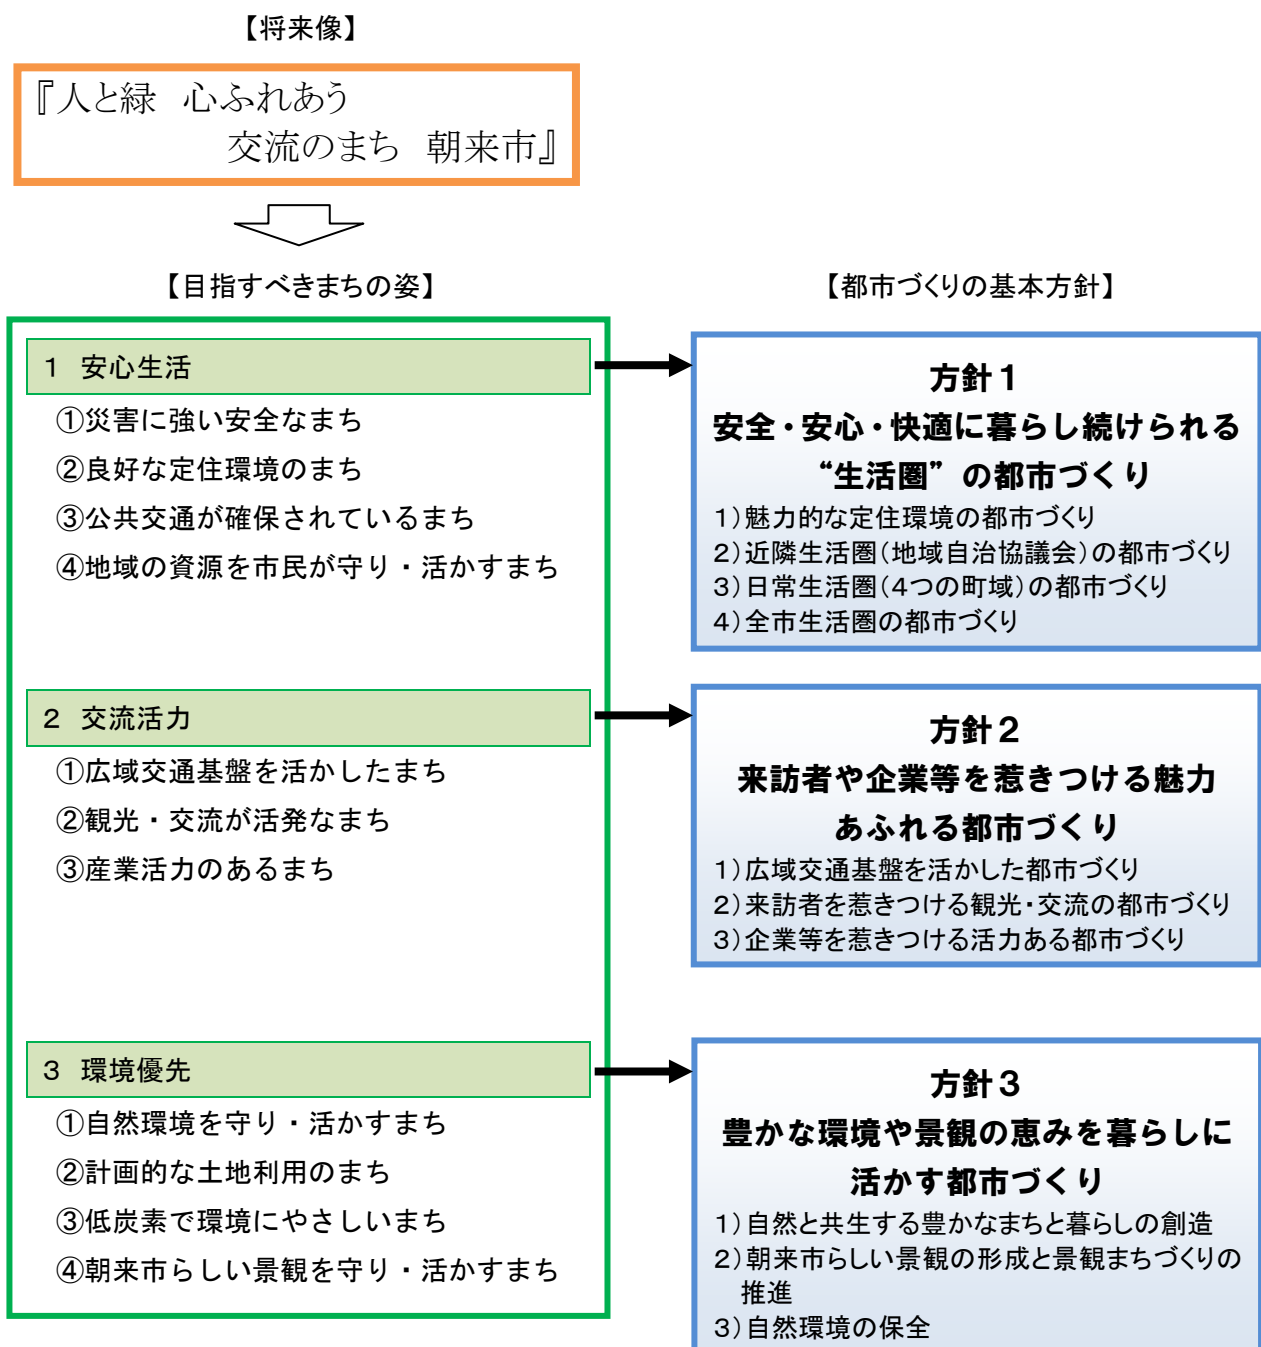 【将来像】
『人と緑　心ふれあう
交流のまち　朝来市』
【目指すべきまちの姿】
1　安心生活
①災害に強い安全なまち
②良好な定住環境のまち
③公共交通が確保されているまち
④地域の資源を市民が守り・活かすまち
2　交流活力
①広域交通基盤を活かしたまち
②観光・交流が活発なまち
③産業活力のあるまち
3　環境優先
①自然環境を守り・活かすまち
②計画的な土地利用のまち
③低炭素で環境にやさしいまち
④朝来市らしい景観を守り・活かすまち
【都市づくりの基本方針】
方針１
安全・安心・快適に暮らし続けられる
“生活圏”の都市づくり
1）魅力的な定住環境の都市づくり
2）近隣生活圏（地域自治協議会）の都市づくり
3）日常生活圏（4つの町域）の都市づくり
4）全市生活圏の都市づくり
方針２
来訪者や企業等を惹きつける魅力
あふれる都市づくり
1）広域交通基盤を活かした都市づくり
2）来訪者を惹きつける観光・交流の都市づくり
3）企業等を惹きつける活力ある都市づくり
方針３
豊かな環境や景観の恵みを暮らしに
活かす都市づくり
1）自然と共生する豊かなまちと暮らしの創造
2）朝来市らしい景観の形成と景観まちづくりの
推進
3）自然環境の保全